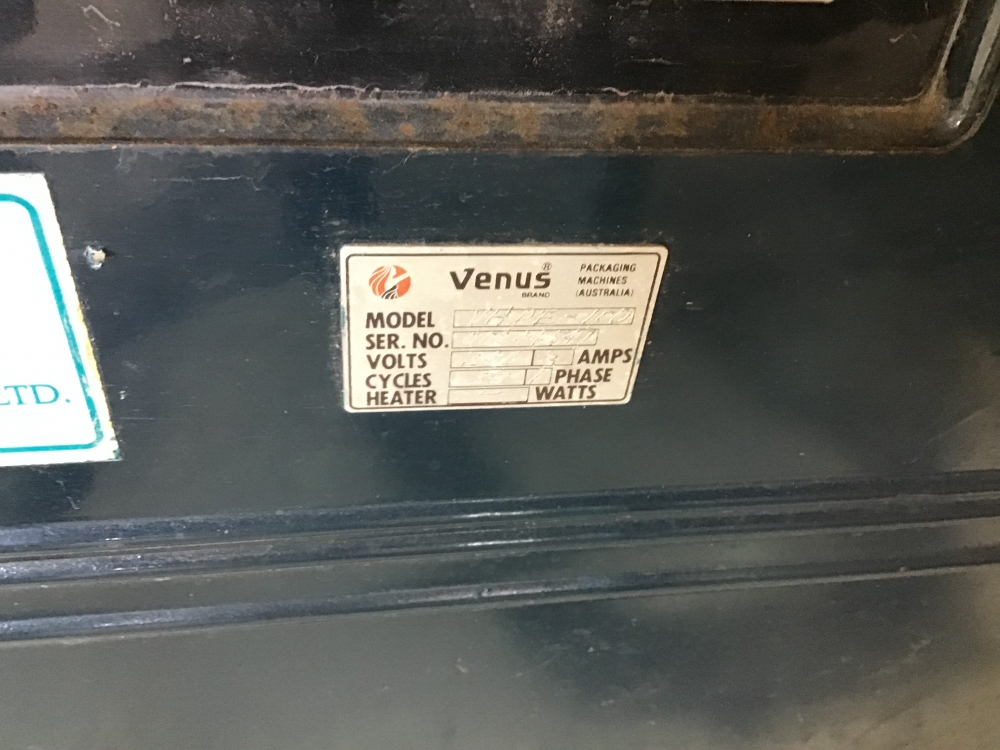 Venus®
BRAND
PACKAGING
MACHINES
(AUSTRALIA)
MODEL
SER. NO.
VOLTS AMPS
CYCLES PHASE
HEATER WATTS
LTD.